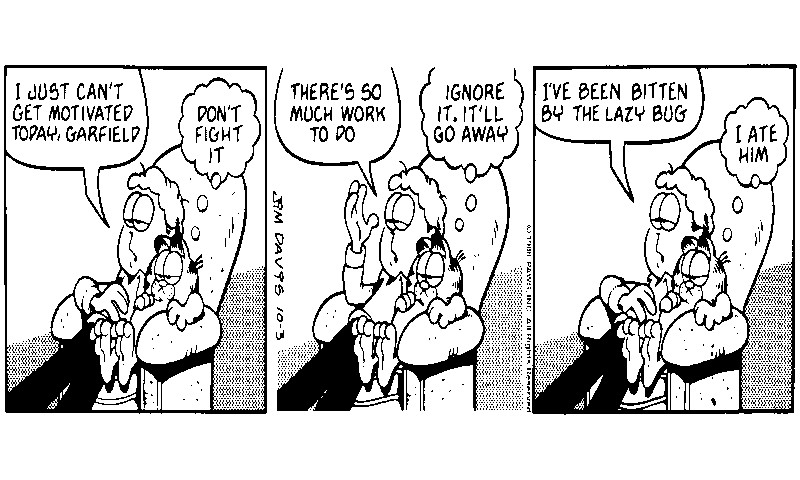 I JUST CAN'T
GET MOTIVATED
TODAY, GARFIELD
DON'T
FIGHT
IT
JIM DAVIS 10-3
THERE'S SO
MUCH WORK
TO DO
IGNORE
IT. IT'LL
GO AWAY
I'VE BEEN BITTEN
BY THE LAZY BUG
I ATE
HIM